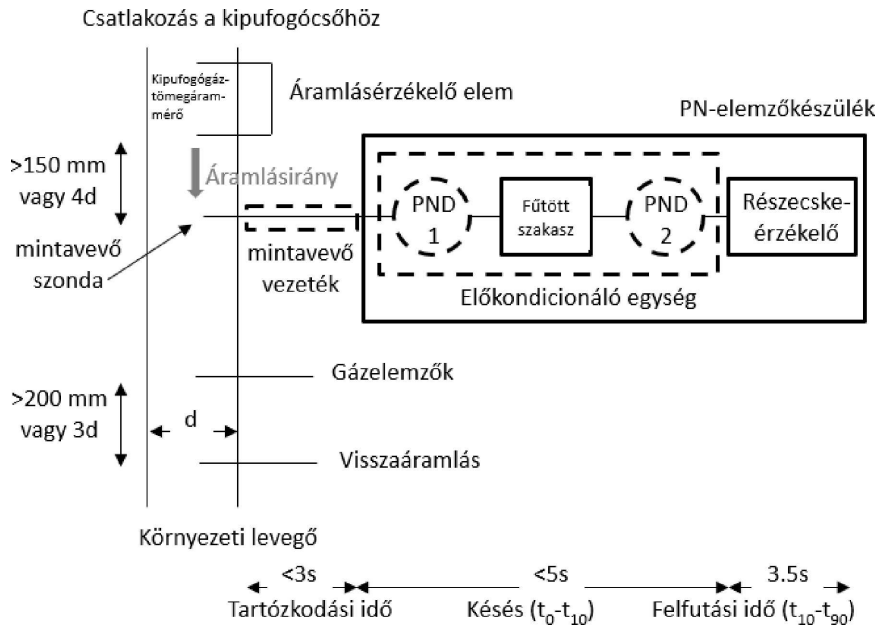 Csatlakozás a kipufogócsőhöz
Kipufogógáz-
tömegáram-
mérő
Áramlásérzékelő elem
PN-elemzőkészülék
>150 mm
vagy 4d
Áramlásirány
PND
1
Fűtött
szakasz
PND
2
Részecske-
érzékelő
mintavevő
szonda
mintavevő
vezeték
Előkondicionáló egység
>200 mm
vagy 3d
Gázelemzők
d
Visszaáramlás
Környezeti levegő
<3s
<5s
3.5s
Tartózkodási idő
Késés (t0-t10)
Felfutási idő (t10-t90)